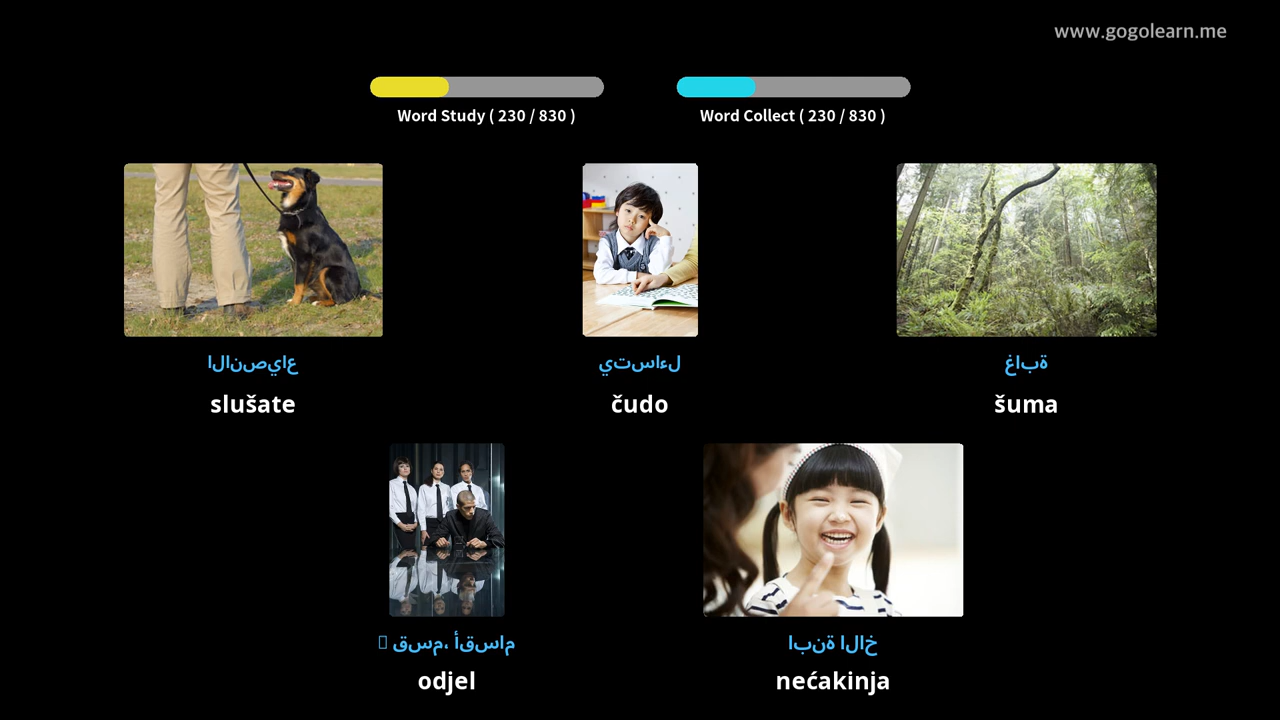 www.gogolearn.me
Word Study ( 230 / 830 )
Word Collect ( 230 / 830 )
الانصياع
slušate
يتساءل
čudo
غابة
šuma
قسم، أقسام
odjel
ابنة الاخ
nećakinja